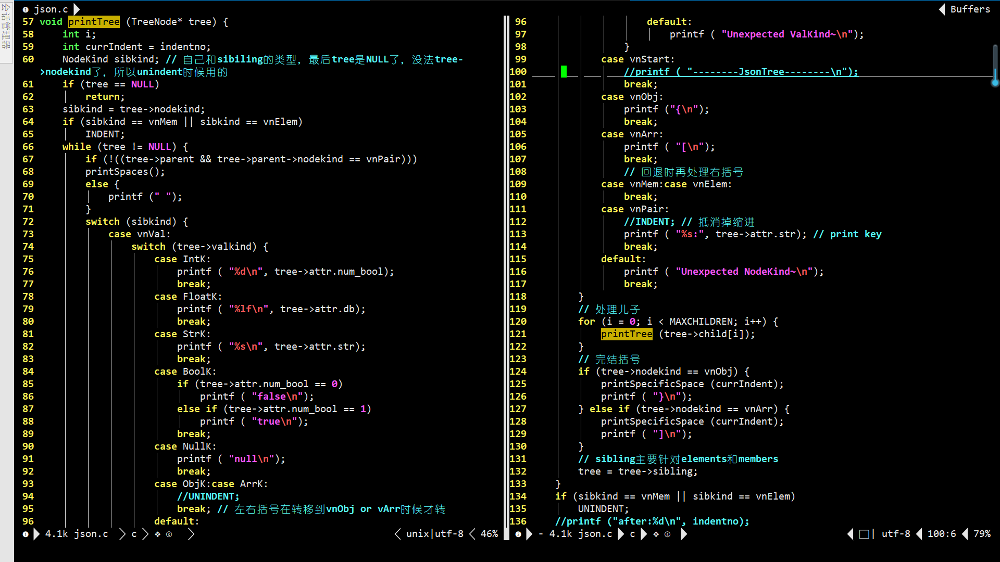 会话管理器
❶ json.c
Buffers
57 void printTree (TreeNode* tree) {
58     int i;
59     int currIndent = indentno;
60     NodeKind sibkind; // 自己和sibiling的类型，最后tree是NULL了，没法tree-
>nodekind了，所以unindent时候用的
61     if (tree == NULL)
62         return;
63     sibkind = tree->nodekind;
64     if (sibkind == vnMem || sibkind == vnElem)
65         INDENT;
66     while (tree != NULL) {
67         if (!((tree->parent && tree->parent->nodekind == vnPair)))
68         printSpaces();
69         else {
70             printf (" ");
71         }
72         switch (sibkind) {
73             case vnVal:
74                 switch (tree->valkind) {
75                     case IntK:
76                         printf ( "%d\n", tree->attr.num_bool);
77                         break;
78                     case FloatK:
79                         printf ( "%lf\n", tree->attr.db);
80                         break;
81                     case StrK:
82                         printf ( "%s\n", tree->attr.str);
83                         break;
84                     case BoolK:
85                         if (tree->attr.num_bool == 0)
86                             printf ( "false\n");
87                         else if (tree->attr.num_bool == 1)
88                             printf ( "true\n");
89                         break;
90                     case NullK:
91                         printf ( "null\n");
92                         break;
93                     case ObjK:case ArrK:
94                         //UNINDENT;
95                         break; // 左右括号在转移到vnObj or vArr时候才转
96                     default:
❶ 4.1k json.c c ❖ ⓢ unix|utf-8 46%
96                     default:
97                         printf ( "Unexpected ValKind~\n");
98                 }
99             case vnStart:
100                 //printf ( "--------JsonTree--------\n");
101                 break;
102             case vnObj:
103                 printf ("{\n");
104                 break;
105             case vnArr:
106                 printf ( "[\n");
107                 break;
108                 // 回退时再处理右括号
109             case vnMem:case vnElem:
110                 break;
111             case vnPair:
112                 //INDENT; // 抵消掉缩进
113                 printf ( "%s:", tree->attr.str); // print key
114                 break;
115             default:
116                 printf ( "Unexpected NodeKind~\n");
117                 break;
118         }
119         // 处理儿子
120         for (i = 0; i < MAXCHILDREN; i++) {
121             printTree (tree->child[i]);
122         }
123         // 完结括号
124         if (tree->nodekind == vnObj) {
125             printSpecificSpace (currIndent);
126             printf ( "}\n");
127         } else if (tree->nodekind == vnArr) {
128             printSpecificSpace (currIndent);
129             printf ( "]\n");
130         }
131         // sibling主要针对elements和members
132         tree = tree->sibling;
133     }
134     if (sibkind == vnMem || sibkind == vnElem)
135         UNINDENT;
136     //printf ("after:%d\n", indentno);
❷ - 4.1k json.c c ❖ ⓢ | utf-8 100:6 79%